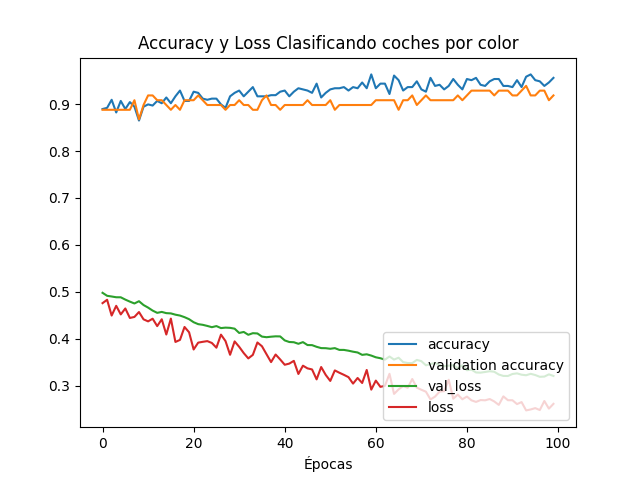 Accuracy y Loss Clasificando coches por color
0.9
0.8
0.7
0.6
0.5
0.4
0.3
accuracy
validation accuracy
val_loss
loss
0 20 40 60 80 100
Épocas